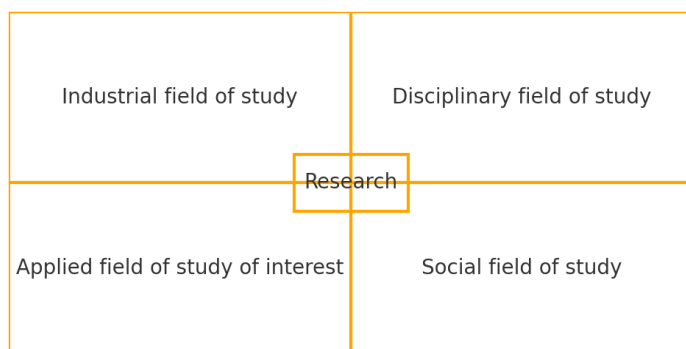 Industrial field of study
Disciplinary field of study
Research
Applied field of study of interest
Social field of study